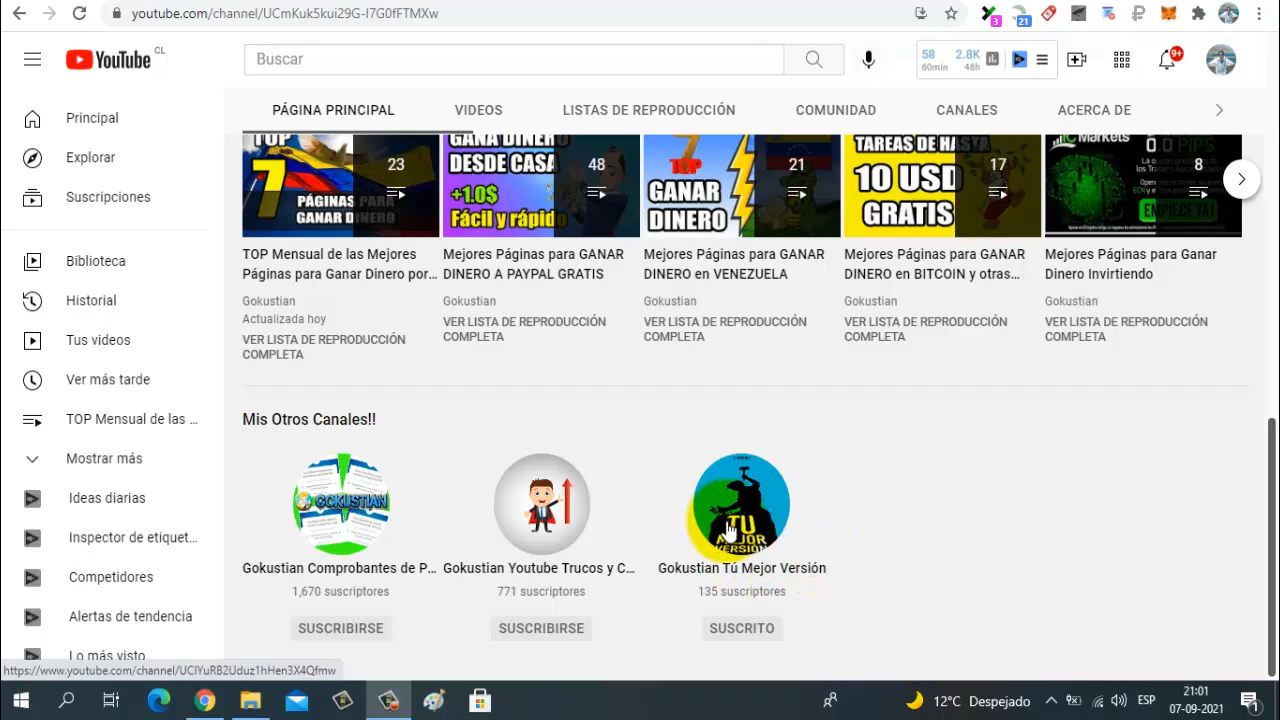 youtube.com/channel/UCmKuk5kui29G-I7G0fFTMXw
3
21
YouTube CL
Buscar
58
60min
2.8K
48h
9+
PÁGINA PRINCIPAL
VIDEOS
LISTAS DE REPRODUCCIÓN
COMUNIDAD
CANALES
ACERCA DE
Principal
Explorar
Suscripciones
Biblioteca
Historial
Tus videos
Ver más tarde
TOP Mensual de las ...
Mostrar más
Ideas diarias
Inspector de etiquet...
Competidores
Alertas de tendencia
Lo más visto
TOP
7
PÁGINAS PARA
GANAR DINERO
23
GANA DINERO
DESDE CASA
+1.0$
Fácil y rápido
48
7
TOP
GANAR
DINERO
21
TAREAS DE HASTA
10 USD
GRATIS
17
IC Markets
0.0 PIPS
EMPIECE YA!
8
TOP Mensual de las Mejores
Páginas para Ganar Dinero por...
Gokustian
Actualizada hoy
VER LISTA DE REPRODUCCIÓN
COMPLETA
Mejores Páginas para GANAR
DINERO A PAYPAL GRATIS
Gokustian
VER LISTA DE REPRODUCCIÓN
COMPLETA
Mejores Páginas para GANAR
DINERO en VENEZUELA
Gokustian
VER LISTA DE REPRODUCCIÓN
COMPLETA
Mejores Páginas para GANAR
DINERO en BITCOIN y otras...
Gokustian
VER LISTA DE REPRODUCCIÓN
COMPLETA
Mejores Páginas para Ganar
Dinero Invirtiendo
Gokustian
VER LISTA DE REPRODUCCIÓN
COMPLETA
Mis Otros Canales!!
GOKUSTIAN
Gokustian Comprobantes de P...
1,670 suscriptores
SUSCRIBIRSE
Gokustian Youtube Trucos y C...
771 suscriptores
SUSCRIBIRSE
TU
MEJOR
VERSIÓN
Gokustian Tú Mejor Versión
135 suscriptores
SUSCRITO
https://www.youtube.com/channel/UClYuRB2Uduz1hHen3X4Qfmw
12°C Despejado
ESP
21:01
07-09-2021
1